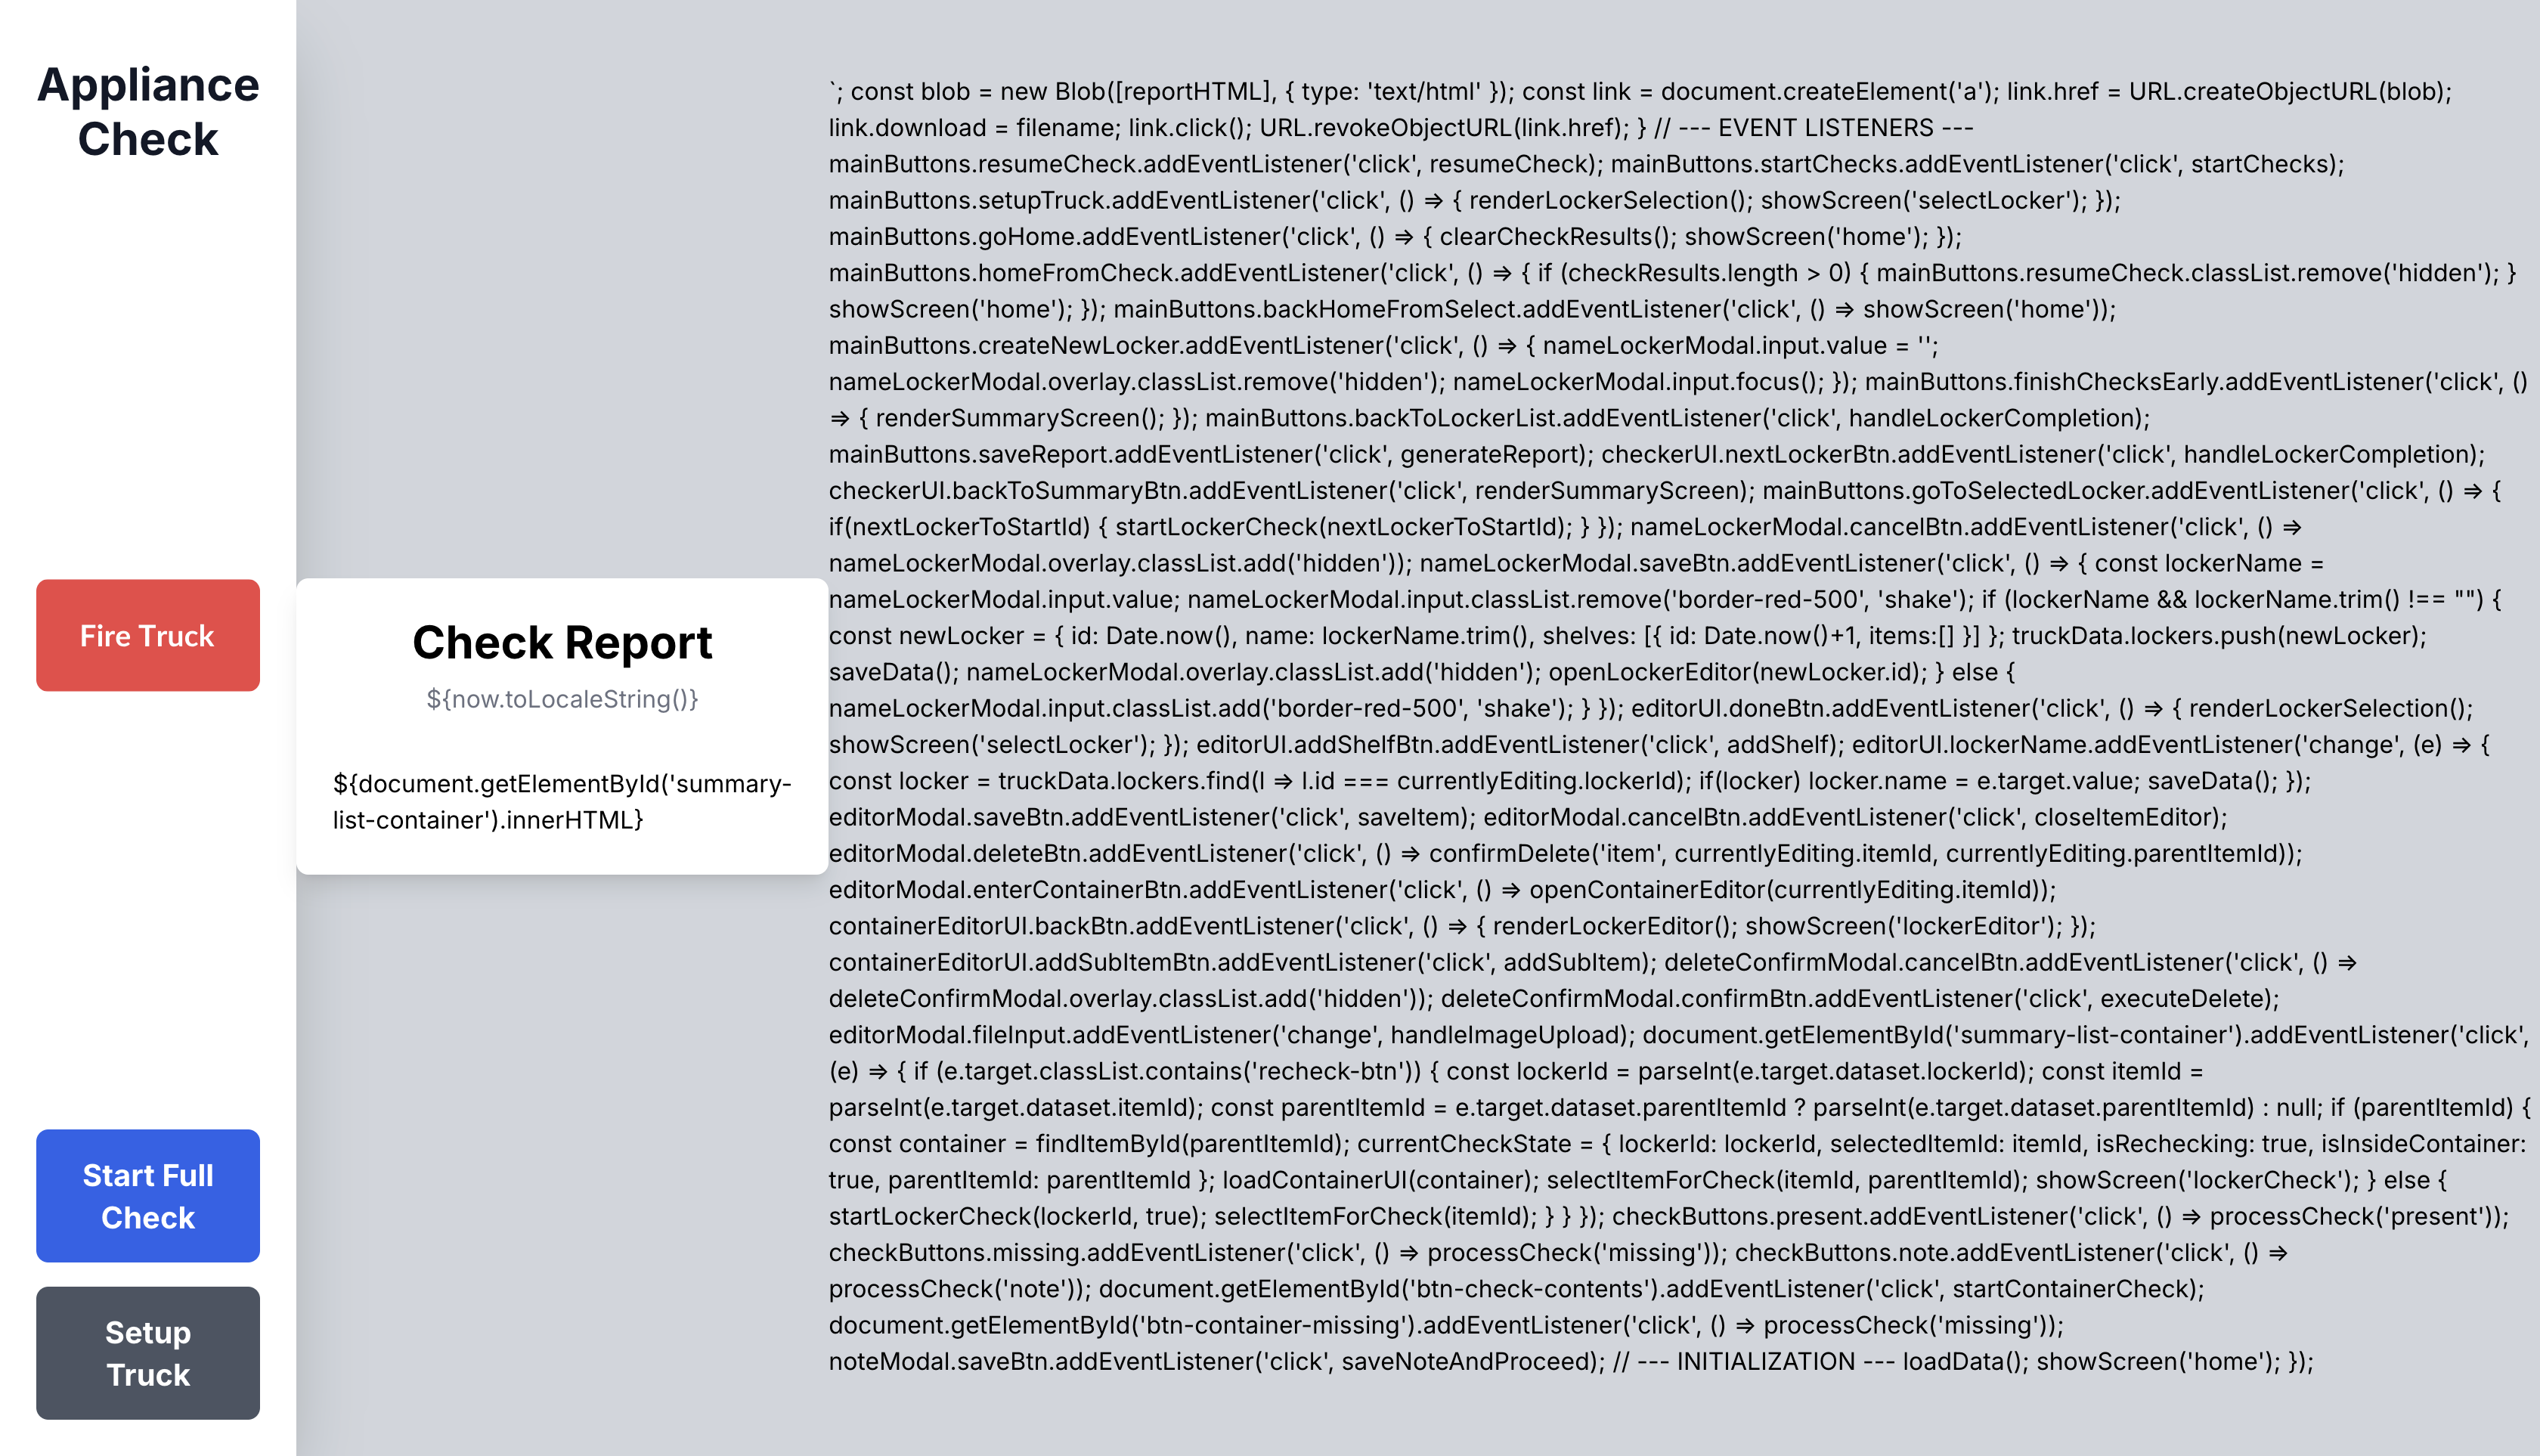 Appliance
Check
Fire Truck
Start Full
Check
Setup
Truck
Check Report
${now.toLocaleString()}
${document.getElementById('summary-
list-container').innerHTML}
`; const blob = new Blob([reportHTML], { type: 'text/html' }); const link = document.createElement('a'); link.href = URL.createObjectURL(blob);
link.download = filename; link.click(); URL.revokeObjectURL(link.href); } // --- EVENT LISTENERS ---
mainButtons.resumeCheck.addEventListener('click', resumeCheck); mainButtons.startChecks.addEventListener('click', startChecks);
mainButtons.setupTruck.addEventListener('click', () => { renderLockerSelection(); showScreen('selectLocker'); });
mainButtons.goHome.addEventListener('click', () => { clearCheckResults(); showScreen('home'); });
mainButtons.homeFromCheck.addEventListener('click', () => { if (checkResults.length > 0) { mainButtons.resumeCheck.classList.remove('hidden'); }
showScreen('home'); }); mainButtons.backHomeFromSelect.addEventListener('click', () => showScreen('home'));
mainButtons.createNewLocker.addEventListener('click', () => { nameLockerModal.input.value = '';
nameLockerModal.overlay.classList.remove('hidden'); nameLockerModal.input.focus(); }); mainButtons.finishChecksEarly.addEventListener('click', ()
=> { renderSummaryScreen(); }); mainButtons.backToLockerList.addEventListener('click', handleLockerCompletion);
mainButtons.saveReport.addEventListener('click', generateReport); checkerUI.nextLockerBtn.addEventListener('click', handleLockerCompletion);
checkerUI.backToSummaryBtn.addEventListener('click', renderSummaryScreen); mainButtons.goToSelectedLocker.addEventListener('click', () => {
if(nextLockerToStartId) { startLockerCheck(nextLockerToStartId); } }); nameLockerModal.cancelBtn.addEventListener('click', () =>
nameLockerModal.overlay.classList.add('hidden')); nameLockerModal.saveBtn.addEventListener('click', () => { const lockerName =
nameLockerModal.input.value; nameLockerModal.input.classList.remove('border-red-500', 'shake'); if (lockerName && lockerName.trim() !== "") {
const newLocker = { id: Date.now(), name: lockerName.trim(), shelves: [{ id: Date.now()+1, items:[] }] }; truckData.lockers.push(newLocker);
saveData(); nameLockerModal.overlay.classList.add('hidden'); openLockerEditor(newLocker.id); } else {
nameLockerModal.input.classList.add('border-red-500', 'shake'); } }); editorUI.doneBtn.addEventListener('click', () => { renderLockerSelection();
showScreen('selectLocker'); }); editorUI.addShelfBtn.addEventListener('click', addShelf); editorUI.lockerName.addEventListener('change', (e) => {
const locker = truckData.lockers.find(l => l.id === currentlyEditing.lockerId); if(locker) locker.name = e.target.value; saveData(); });
editorModal.saveBtn.addEventListener('click', saveItem); editorModal.cancelBtn.addEventListener('click', closeItemEditor);
editorModal.deleteBtn.addEventListener('click', () => confirmDelete('item', currentlyEditing.itemId, currentlyEditing.parentItemId));
editorModal.enterContainerBtn.addEventListener('click', () => openContainerEditor(currentlyEditing.itemId));
containerEditorUI.backBtn.addEventListener('click', () => { renderLockerEditor(); showScreen('lockerEditor'); });
containerEditorUI.addSubItemBtn.addEventListener('click', addSubItem); deleteConfirmModal.cancelBtn.addEventListener('click', () =>
deleteConfirmModal.overlay.classList.add('hidden')); deleteConfirmModal.confirmBtn.addEventListener('click', executeDelete);
editorModal.fileInput.addEventListener('change', handleImageUpload); document.getElementById('summary-list-container').addEventListener('click',
(e) => { if (e.target.classList.contains('recheck-btn')) { const lockerId = parseInt(e.target.dataset.lockerId); const itemId =
parseInt(e.target.dataset.itemId); const parentItemId = e.target.dataset.parentItemId ? parseInt(e.target.dataset.parentItemId) : null; if (parentItemId) {
const container = findItemById(parentItemId); currentCheckState = { lockerId: lockerId, selectedItemId: itemId, isRechecking: true, isInsideContainer:
true, parentItemId: parentItemId }; loadContainerUI(container); selectItemForCheck(itemId, parentItemId); showScreen('lockerCheck'); } else {
startLockerCheck(lockerId, true); selectItemForCheck(itemId); } } }); checkButtons.present.addEventListener('click', () => processCheck('present'));
checkButtons.missing.addEventListener('click', () => processCheck('missing')); checkButtons.note.addEventListener('click', () =>
processCheck('note')); document.getElementById('btn-check-contents').addEventListener('click', startContainerCheck);
document.getElementById('btn-container-missing').addEventListener('click', () => processCheck('missing'));
noteModal.saveBtn.addEventListener('click', saveNoteAndProceed); // --- INITIALIZATION --- loadData(); showScreen('home'); });